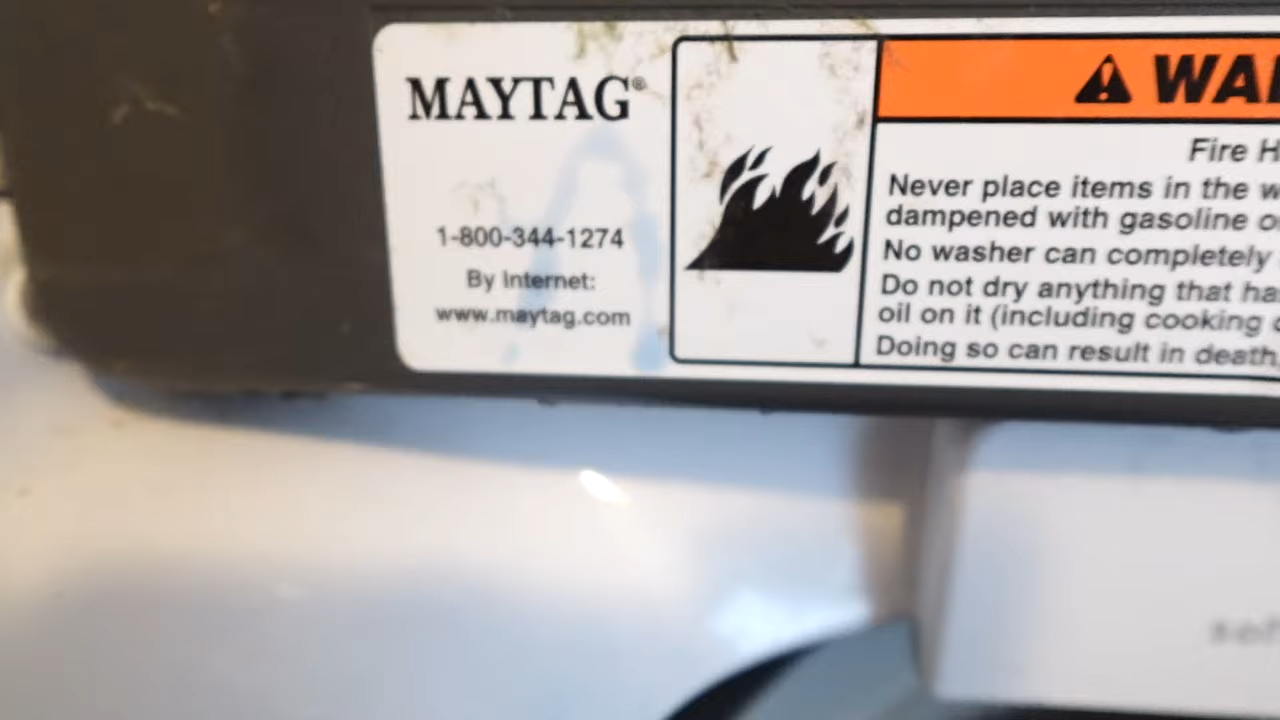 MAYTAG®
1-800-344-1274
By Internet:
www.maytag.com
WA
Fire H
Never place items in the w
dampened with gasoline o
No washer can completely
Do not dry anything that ha
oil on it (including cooking
Doing so can result in death,